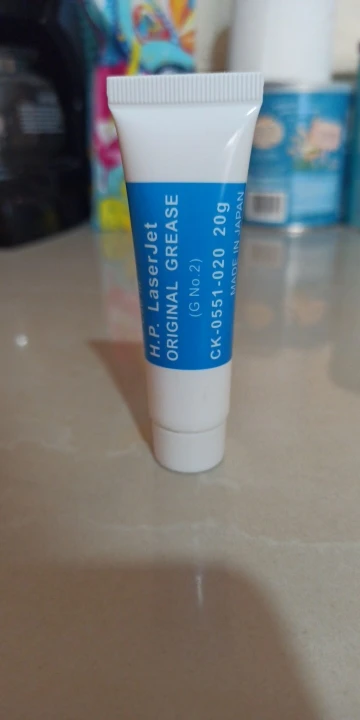 H.P. LaserJet
ORIGINAL GREASE
(G No.2)
CK-0551-020 20g
MADE IN JAPAN